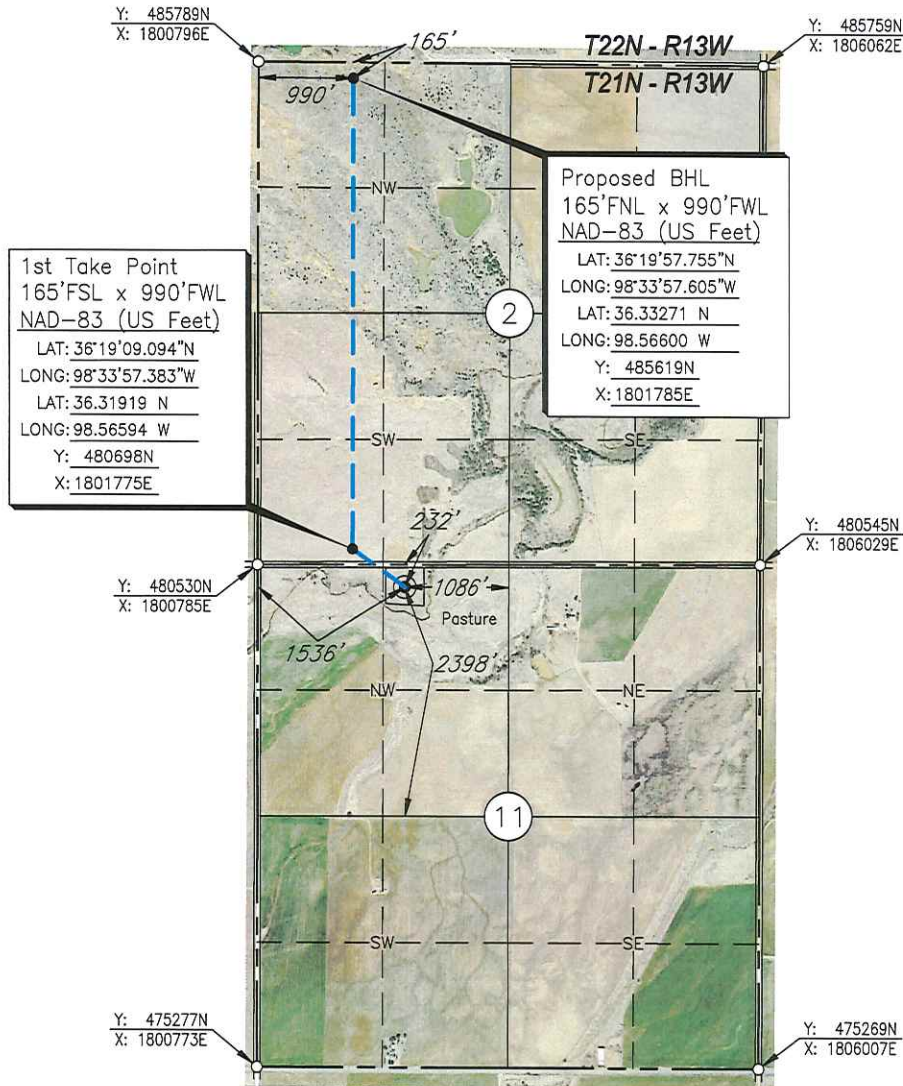 Y: 485789N
X: 1800796E
165'
T22N - R13W
Y: 485759N
X: 1806062E
990'
T21N - R13W
Proposed BHL
165'FNL x 990'FWL
NAD-83 (US Feet)
LAT: 36°19'57.755"N
LONG: 98°33'57.605"W
LAT: 36.33271 N
LONG: 98.56600 W
Y: 485619N
X: 1801785E
NW
1st Take Point
165'FSL x 990'FWL
NAD-83 (US Feet)
LAT: 36°19'09.094"N
LONG: 98°33'57.383"W
LAT: 36.31919 N
LONG: 98.56594 W
Y: 480698N
X: 1801775E
2
SW
SE
232'
Y: 480530N
X: 1800785E
Y: 480545N
X: 1806029E
1086'
Pasture
1536'
2398'
NW
NE
11
SW
SE
Y: 475277N
X: 1800773E
Y: 475269N
X: 1806007E